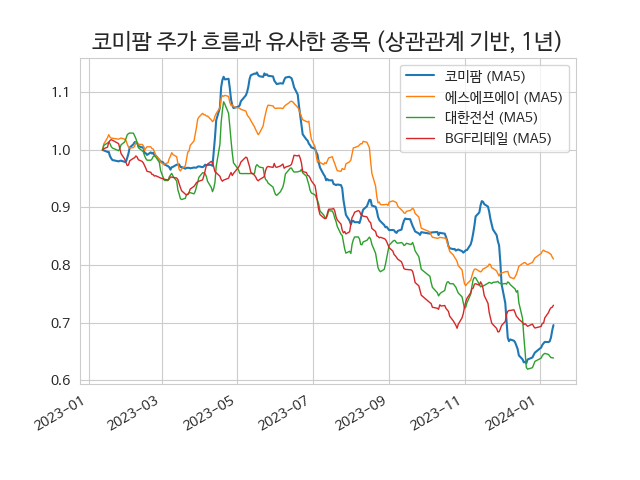 코미팜 주가 흐름과 유사한 종목 (상관관계 기반, 1년)
코미팜 (MA5)
에스에프에이 (MA5)
대한전선 (MA5)
BGF리테일 (MA5)
1.1
1.0
0.9
0.8
0.7
0.6
2023-01
2023-03
2023-05
2023-07
2023-09
2023-11
2024-01